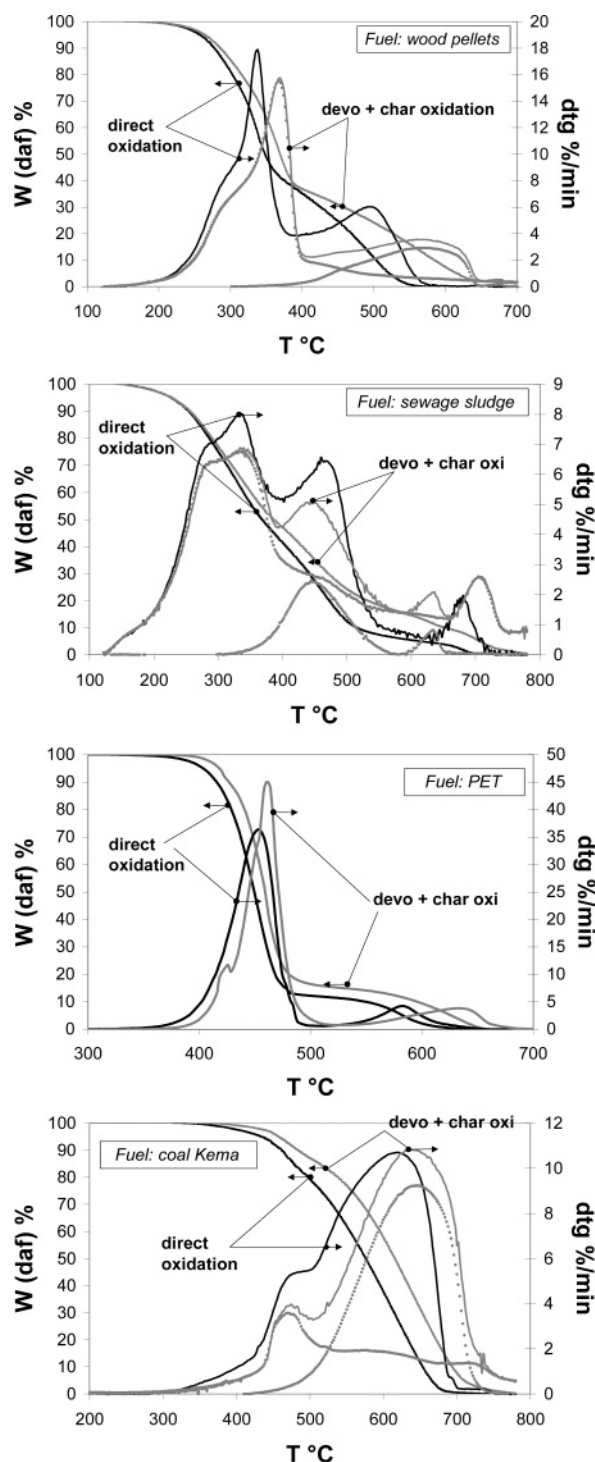 Fuel: wood pellets
W (daf) %
100
90
80
70
60
50
40
30
20
10
0
direct
oxidation
devo + char oxidation
20
18
16
14
12
10
8
6
4
2
0
dtg %/min
100 200 300 400 500 600 700
T °C
Fuel: sewage sludge
W (daf) %
100
90
80
70
60
50
40
30
20
10
0
direct
oxidation
devo + char oxi
9
8
7
6
5
4
3
2
1
0
dtg %/min
100 200 300 400 500 600 700 800
T °C
Fuel: PET
W (daf) %
100
90
80
70
60
50
40
30
20
10
0
direct
oxidation
devo + char oxi
50
45
40
35
30
25
20
15
10
5
0
dtg %/min
300 400 500 600 700
T °C
devo + char oxi
Fuel: coal Kema
W (daf) %
100
90
80
70
60
50
40
30
20
10
0
direct
oxidation
12
10
8
6
4
2
0
dtg %/min
200 300 400 500 600 700 800
T °C